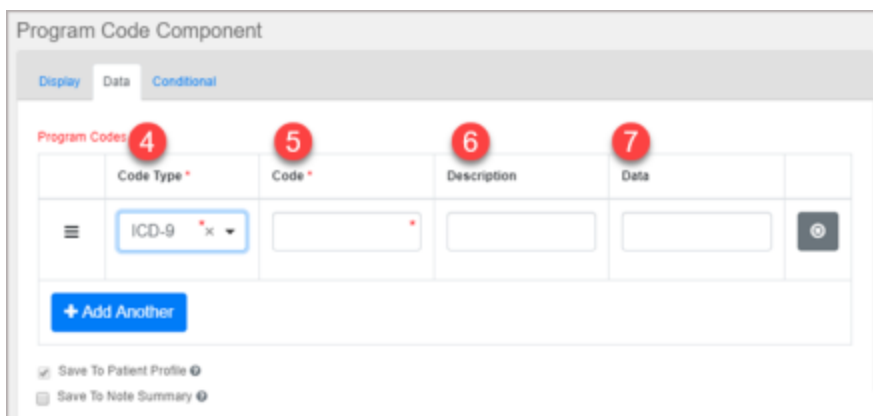 Program Code Component
Display Data Conditional
Program Codes
4 5 6 7
Code Type * Code * Description Data
ICD-9 * × *
+ Add Another
Save To Patient Profile
Save To Note Summary